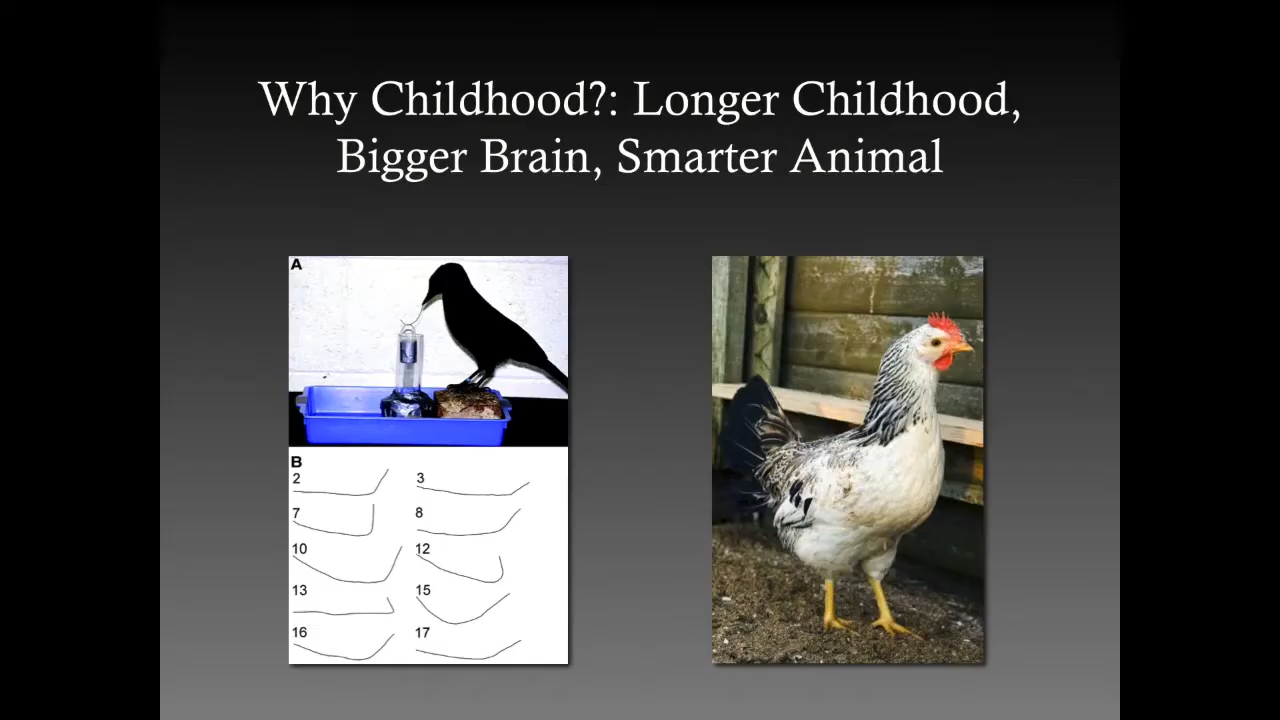 Why Childhood?: Longer Childhood,
Bigger Brain, Smarter Animal
A
B
2 3
7 8
10 12
13 15
16 17